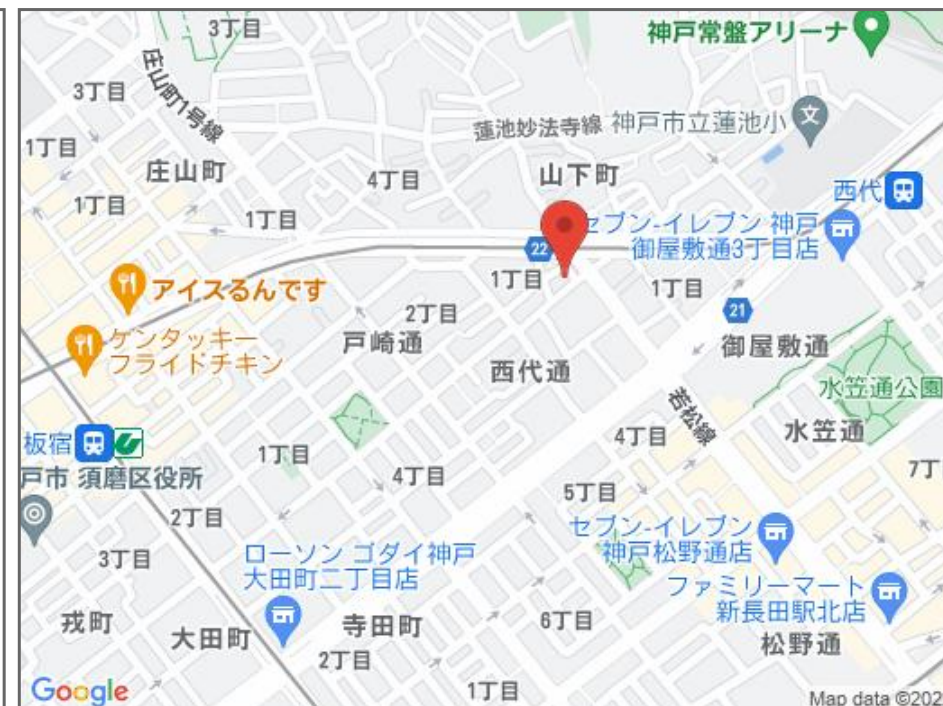 3丁目
神戸常盤アリーナ
庄山町1号線
3丁目
蓮池妙法寺線
神戸市立蓮池小
1丁目
庄山町
4丁目
山下町
西代
1丁目
1丁目
セブン-イレブン 神戸
御屋敷通3丁目店
22
1丁目
1丁目
アイスるんです
2丁目
21
ケンタッキー
フライドチキン
戸崎通
西代通
御屋敷通
水笠通公園
若松線
水笠通
板宿
1丁目
4丁目
7丁
戸市 須磨区役所
4丁目
5丁目
2丁目
セブン-イレブン
神戸松野通店
3丁目
ローソン ゴダイ神戸
大田町二丁目店
ファミリーマート
新長田駅北店
戎町
大田町
寺田町
6丁目
松野通
2丁目
1丁目
Google
Map data ©202